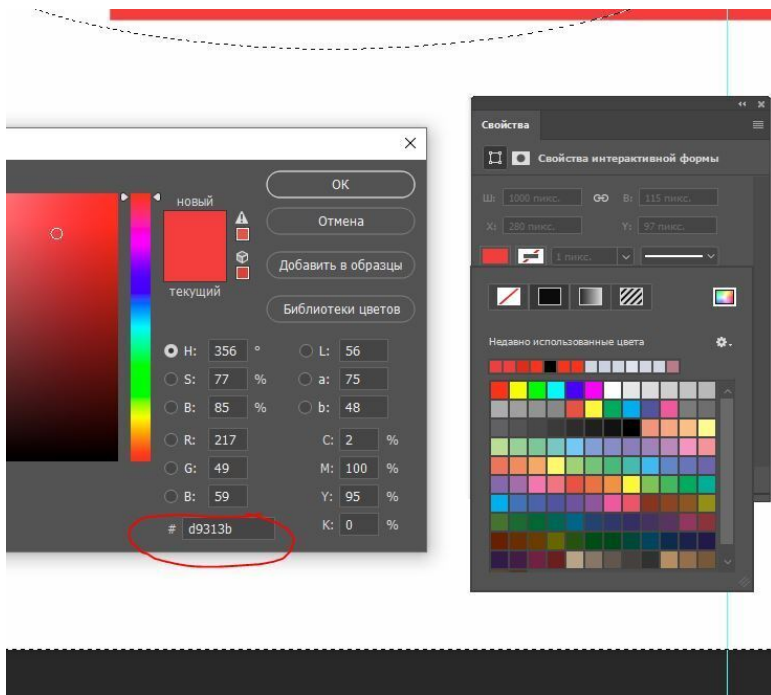 новый
текущий
ОК
Отмена
Добавить в образцы
Библиотеки цветов
H: 356 °
S: 77 %
B: 85 %
R: 217
G: 49
B: 59
# d9313b
L: 56
a: 75
b: 48
C: 2 %
M: 100 %
Y: 95 %
K: 0 %
Свойства
Свойства интерактивной формы
Ш: 1000 пикс. GO В: 115 пикс.
X: 280 пикс. Y: 97 пикс.
1 пикс.
Недавно использованные цвета